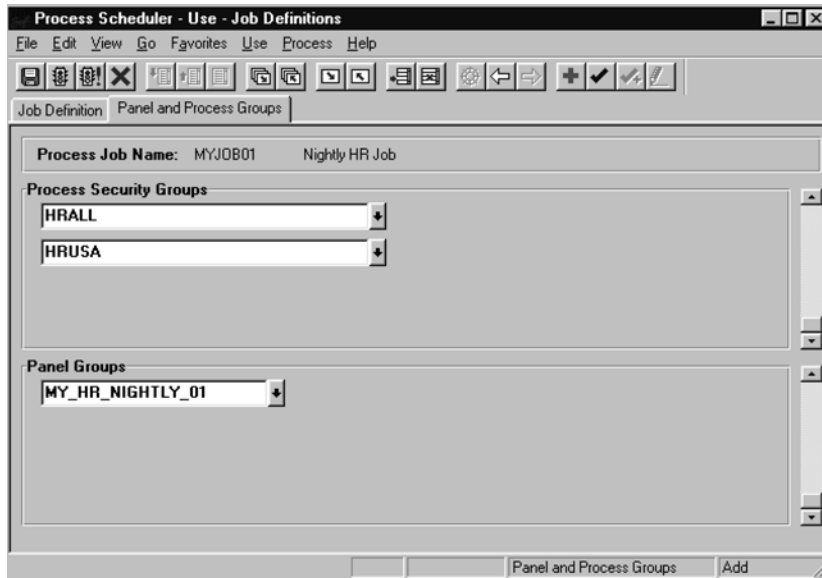 Process Scheduler - Use - Job Definitions
File Edit View Go Favorites Use Process Help
Job Definition Panel and Process Groups
Process Job Name: MYJOB01 Nightly HR Job
Process Security Groups
HRALL
HRUSA
Panel Groups
MY_HR_NIGHTLY_01
Panel and Process Groups Add